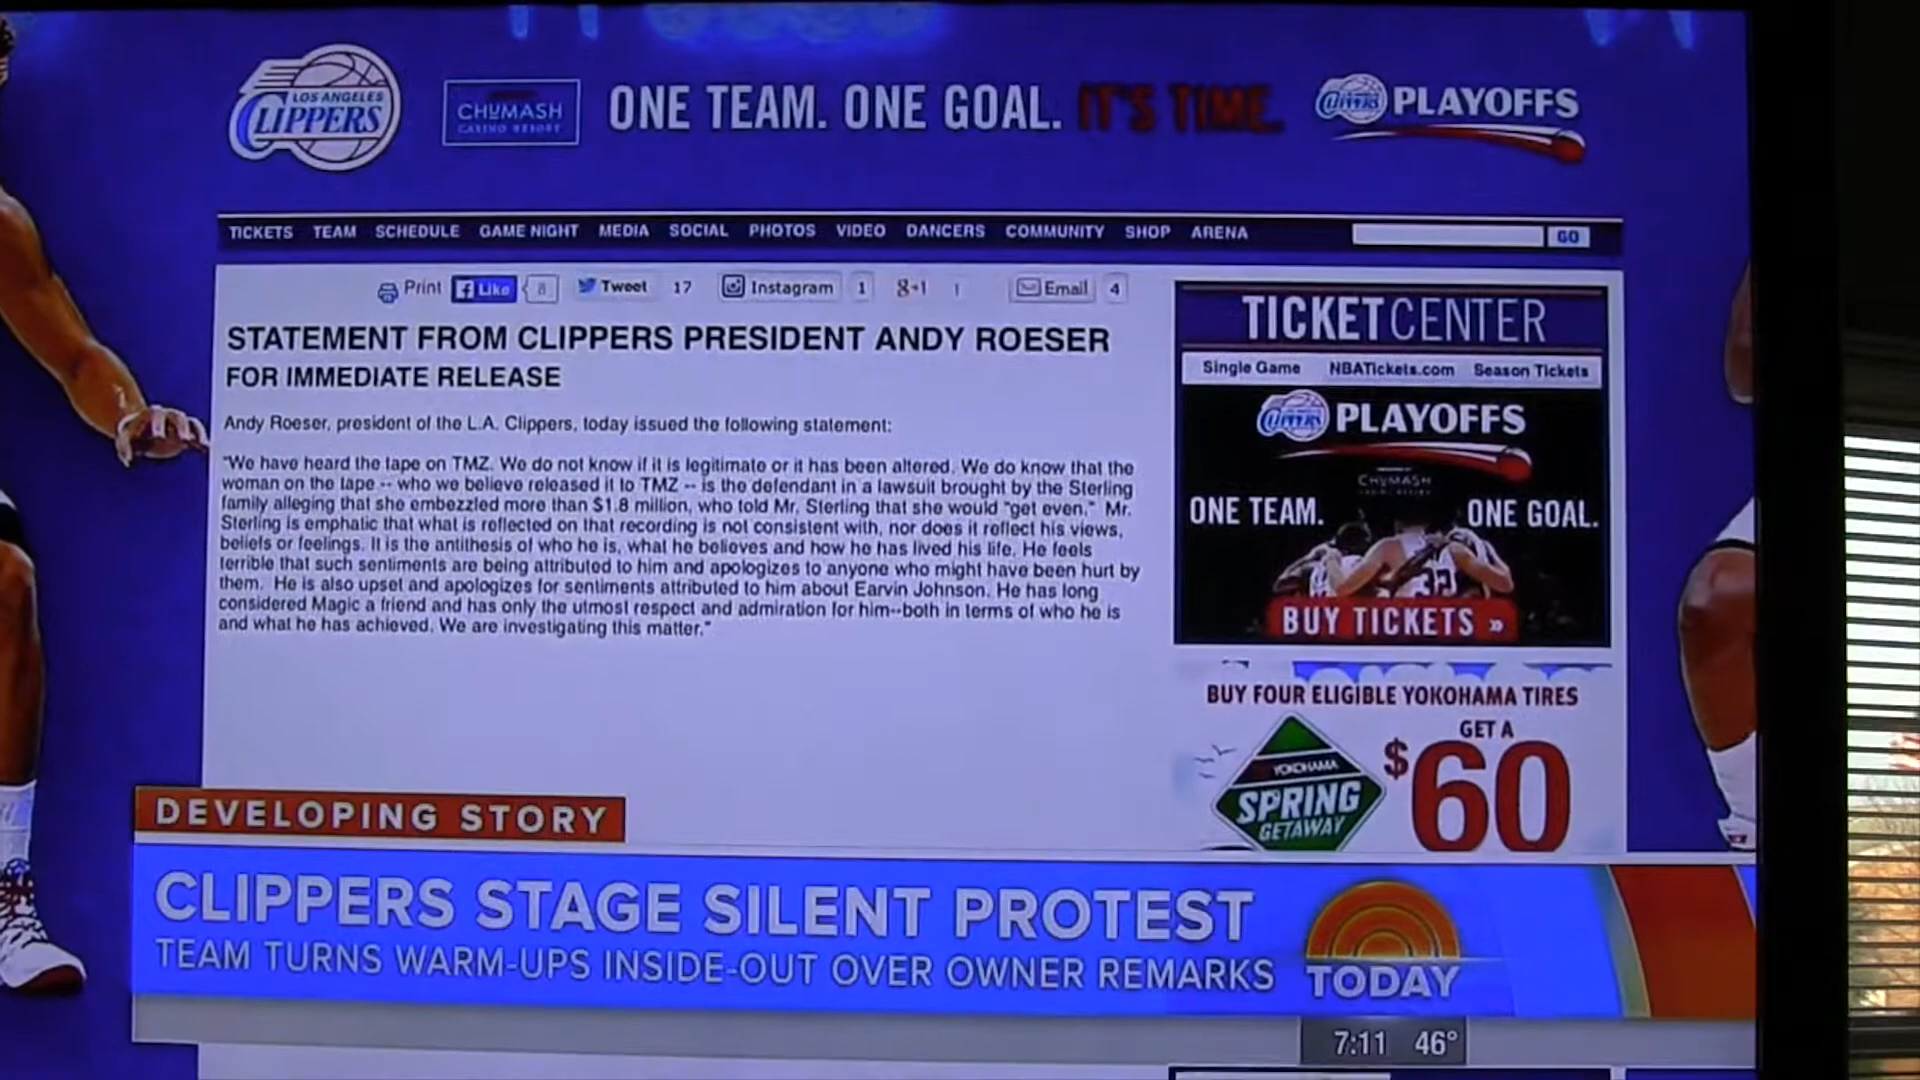 LOS ANGELES
CLIPPERS
CHUMASH
CASINO RESORT
ONE TEAM. ONE GOAL. IT'S TIME.
CLIPPERS PLAYOFFS
TICKETS TEAM SCHEDULE GAME NIGHT MEDIA SOCIAL PHOTOS VIDEO DANCERS COMMUNITY SHOP ARENA GO
Print Like 8 Tweet 17 Instagram 1 g+1 1 Email 4
STATEMENT FROM CLIPPERS PRESIDENT ANDY ROESER
FOR IMMEDIATE RELEASE
Andy Roeser, president of the L.A. Clippers, today issued the following statement:
"We have heard the tape on TMZ. We do not know if it is legitimate or it has been altered. We do know that the
woman on the tape -- who we believe released it to TMZ -- is the defendant in a lawsuit brought by the Sterling
family alleging that she embezzled more than $1.8 million, who told Mr. Sterling that she would "get even." Mr.
Sterling is emphatic that what is reflected on that recording is not consistent with, nor does it reflect his views,
beliefs or feelings. It is the antithesis of who he is, what he believes and how he has lived his life. He feels
terrible that such sentiments are being attributed to him and apologizes to anyone who might have been hurt by
them. He is also upset and apologizes for sentiments attributed to him about Earvin Johnson. He has long
considered Magic a friend and has only the utmost respect and admiration for him--both in terms of who he is
and what he has achieved. We are investigating this matter."
TICKETCENTER
Single Game NBATickets.com Season Tickets
CLIPPERS PLAYOFFS
CHUMASH
ONE TEAM. ONE GOAL.
32
BUY TICKETS »
BUY FOUR ELIGIBLE YOKOHAMA TIRES
GET A
$60
YOKOHAMA
SPRING
GETAWAY
DEVELOPING STORY
CLIPPERS STAGE SILENT PROTEST
TEAM TURNS WARM-UPS INSIDE-OUT OVER OWNER REMARKS
TODAY
7:11 46°